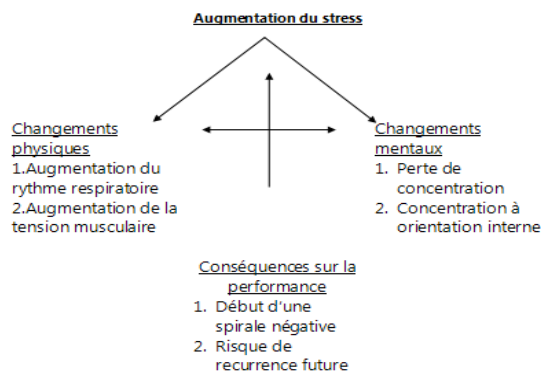 Augmentation du stress
Changements
physiques
1.Augmentation du
rythme respiratoire
2.Augmentation de la
tension musculaire
Changements
mentaux
1. Perte de
concentration
2. Concentration à
orientation interne
Conséquences sur la
performance
1. Début d'une
spirale négative
2. Risque de
recurrence future